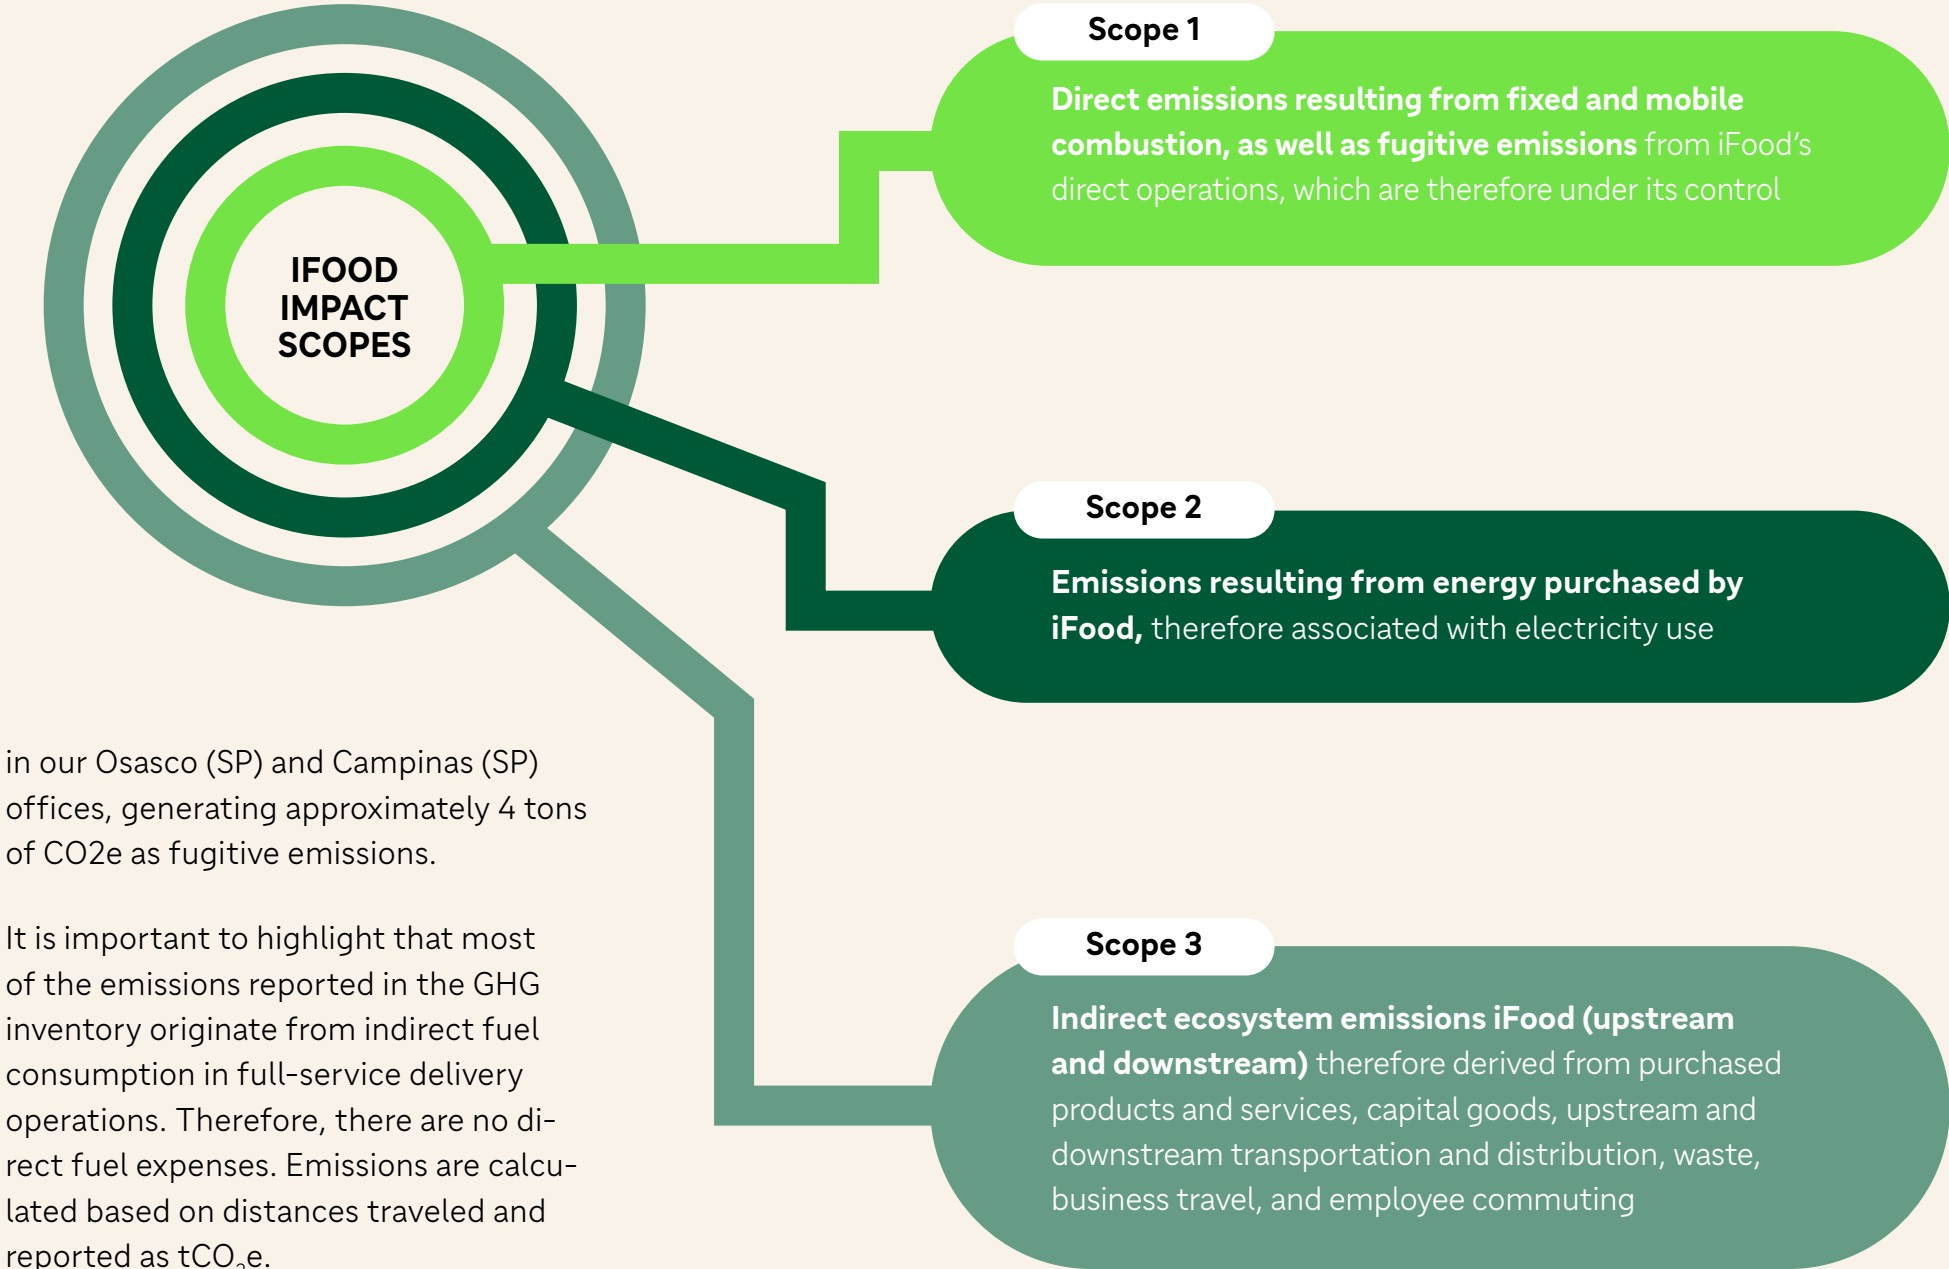 IFOOD
IMPACT
SCOPES
Scope 1
Direct emissions resulting from fixed and mobile
combustion, as well as fugitive emissions from iFood’s
direct operations, which are therefore under its control
Scope 2
Emissions resulting from energy purchased by
iFood, therefore associated with electricity use
Scope 3
Indirect ecosystem emissions iFood (upstream
and downstream) therefore derived from purchased
products and services, capital goods, upstream and
downstream transportation and distribution, waste,
business travel, and employee commuting
in our Osasco (SP) and Campinas (SP)
offices, generating approximately 4 tons
of CO2e as fugitive emissions.
It is important to highlight that most
of the emissions reported in the GHG
inventory originate from indirect fuel
consumption in full-service delivery
operations. Therefore, there are no di-
rect fuel expenses. Emissions are calcu-
lated based on distances traveled and
reported as tCO₂e.